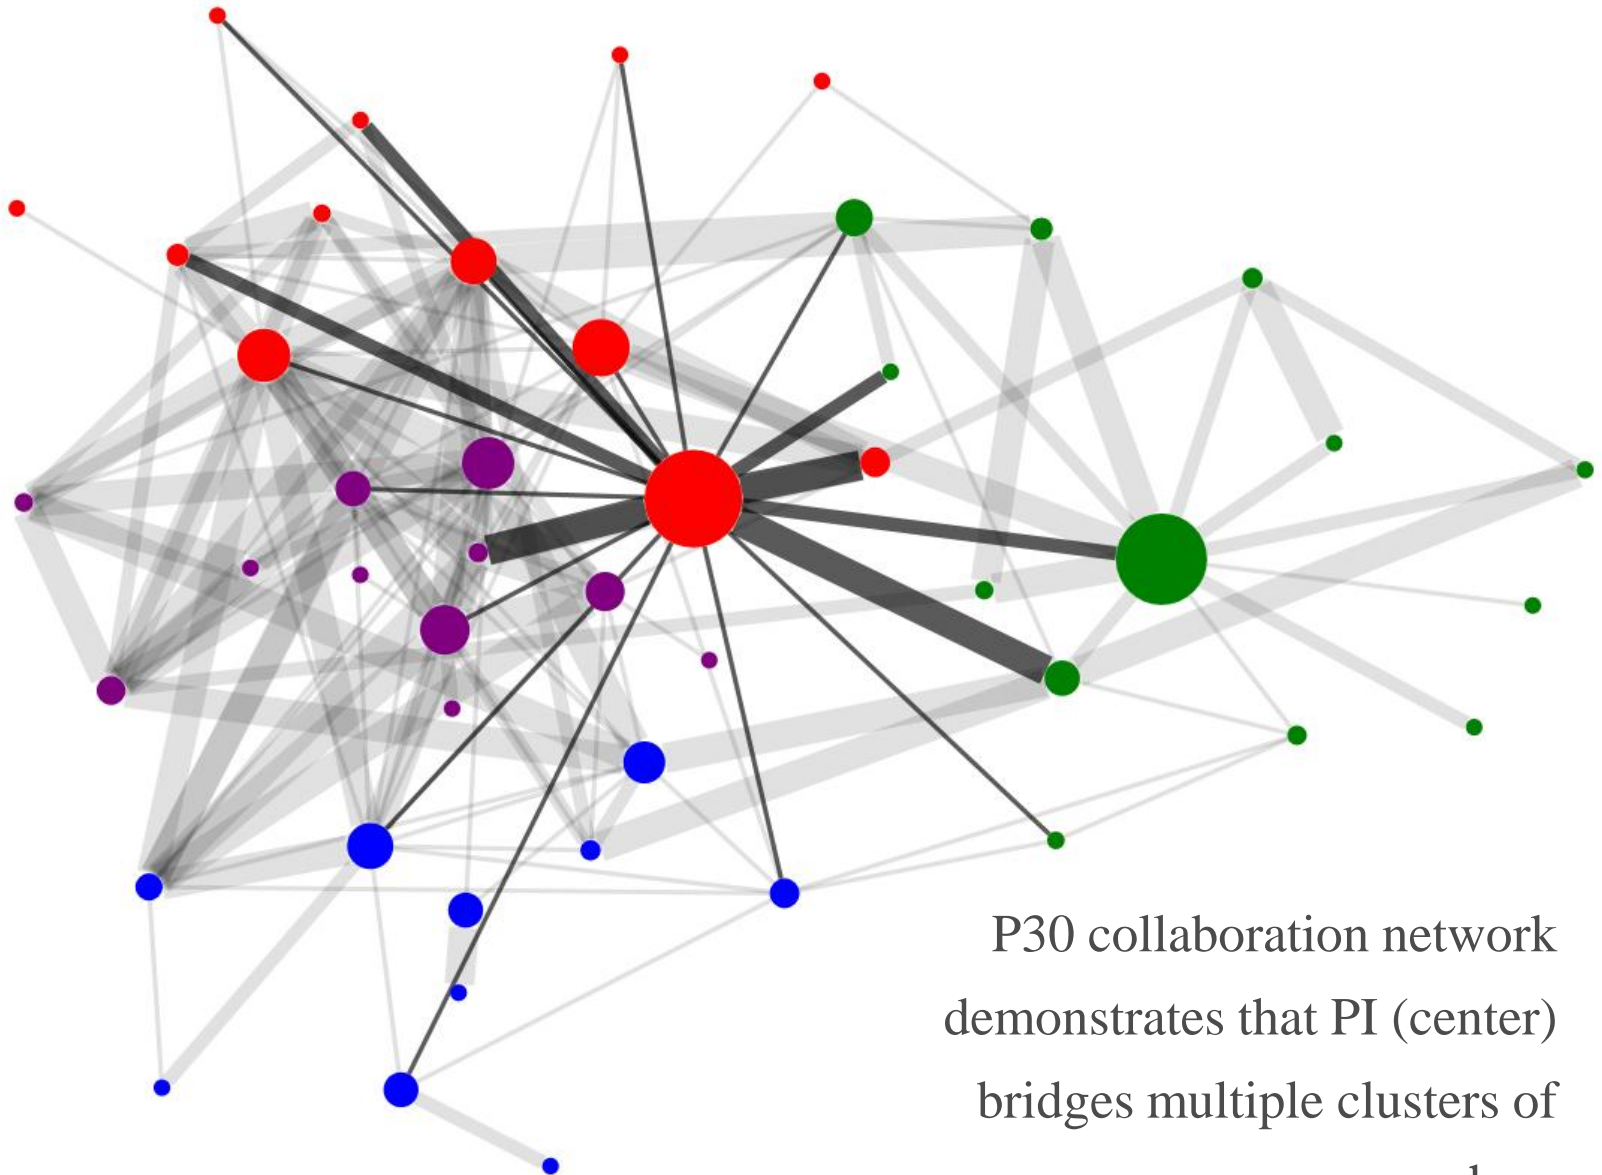 P30 collaboration network
demonstrates that PI (center)
bridges multiple clusters of